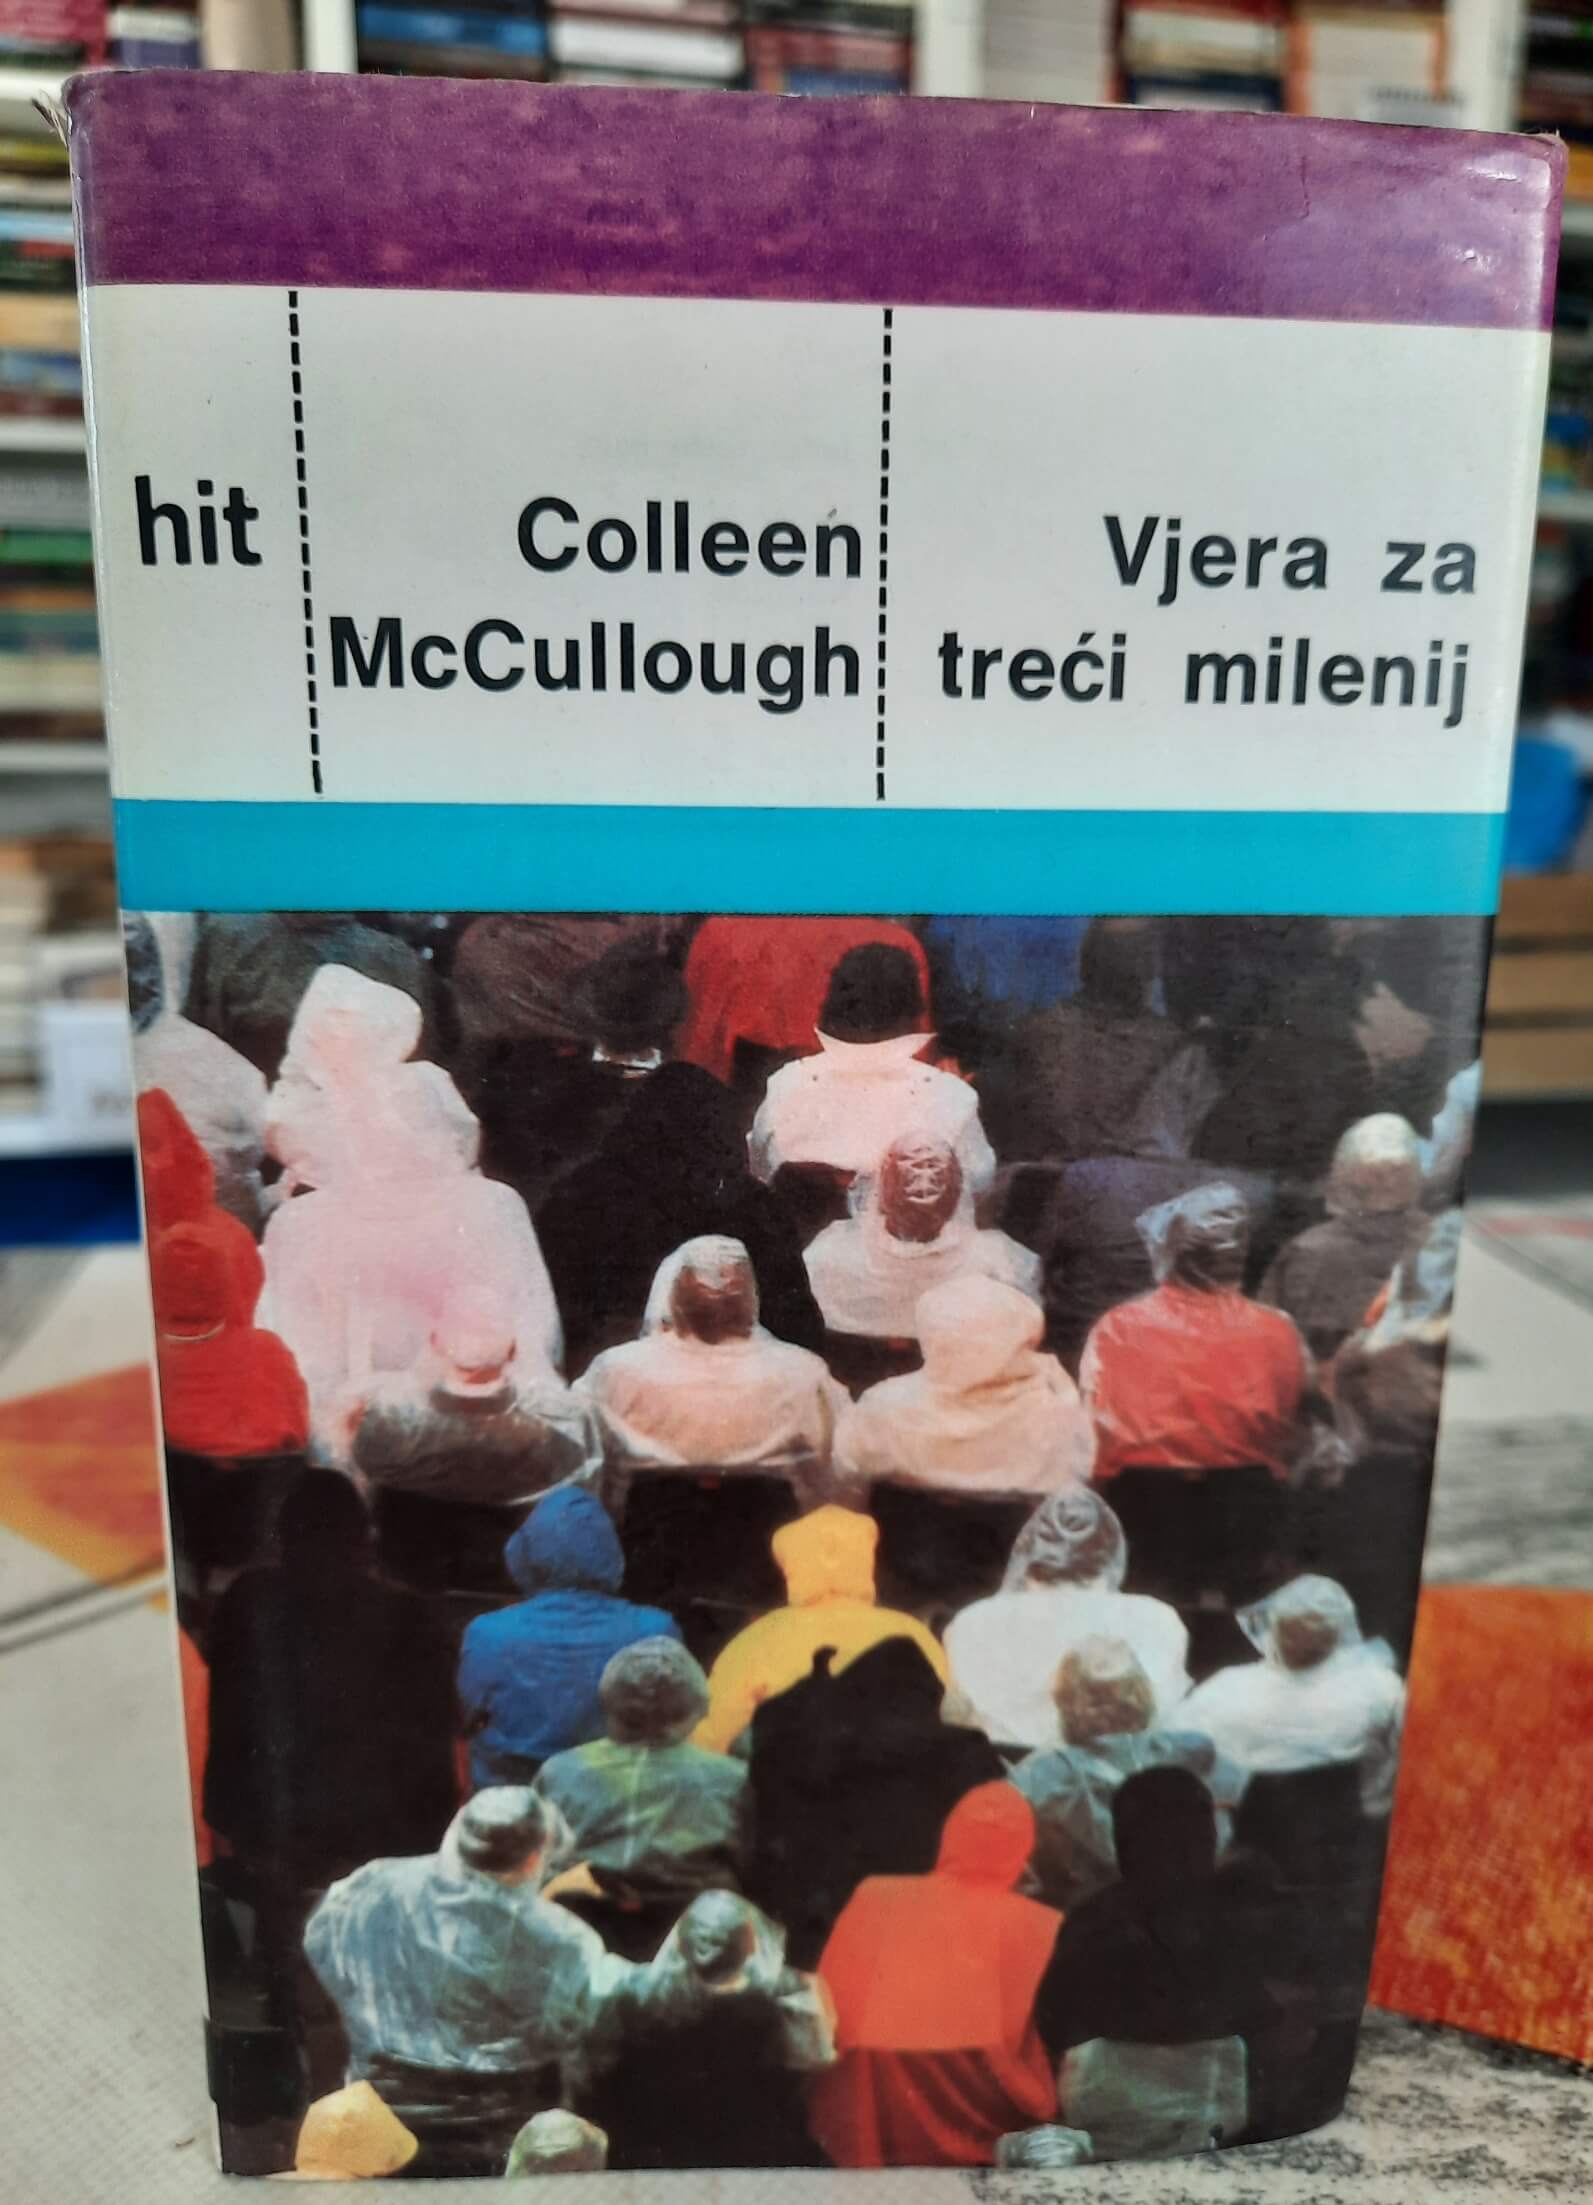 hit
Colleen
McCullough
Vjera za
treći milenij